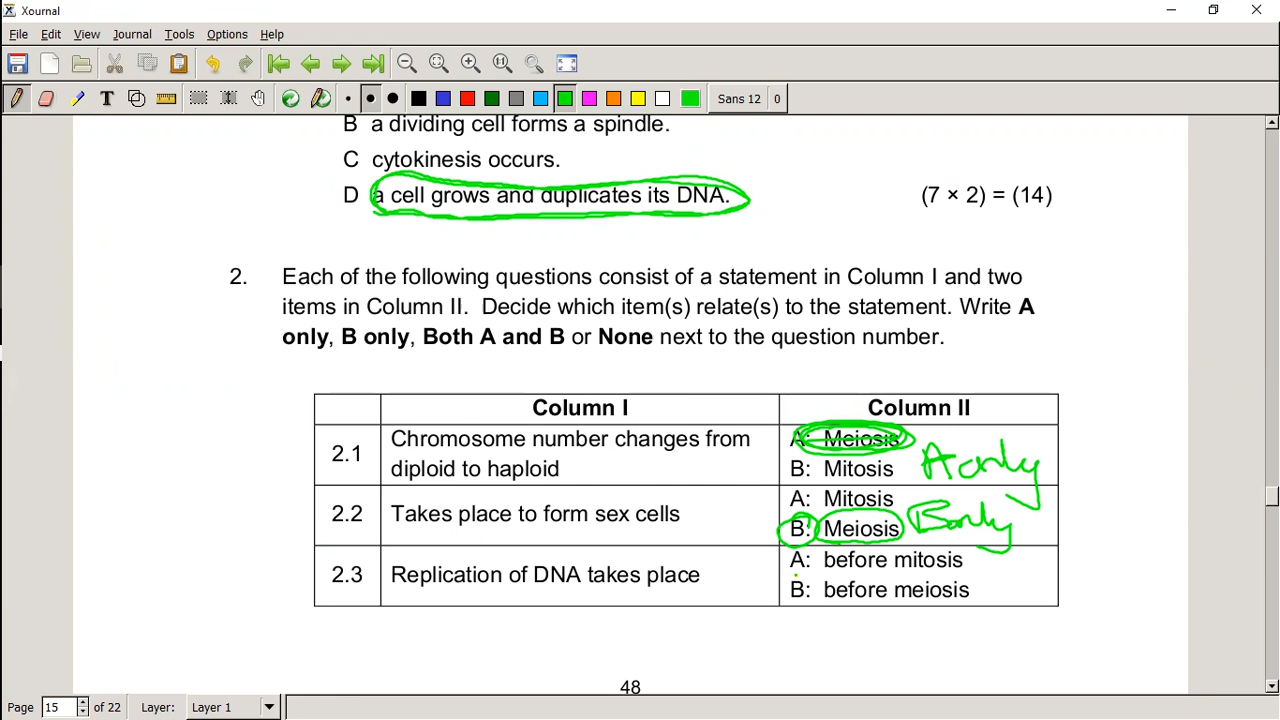 Xournal
File Edit View Journal Tools Options Help
Sans 12 0
B a dividing cell forms a spindle.
C cytokinesis occurs.
D a cell grows and duplicates its DNA. (7 × 2) = (14)
2. Each of the following questions consist of a statement in Column I and two
items in Column II. Decide which item(s) relate(s) to the statement. Write A
only, B only, Both A and B or None next to the question number.
Column I Column II
2.1 Chromosome number changes from
diploid to haploid
A: Meiosis
B: Mitosis
A only
2.2 Takes place to form sex cells
A: Mitosis
B: Meiosis
B only
2.3 Replication of DNA takes place
A: before mitosis
B: before meiosis
48
Page 15 of 22 Layer: Layer 1